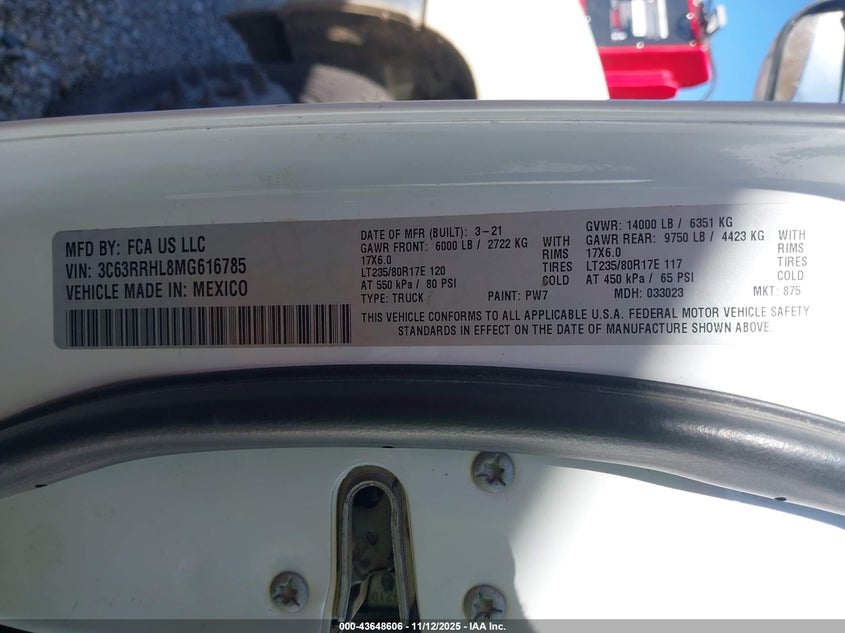 MFD BY: FCA US LLC
VIN: 3C63RRHL8MG616785
VEHICLE MADE IN: MEXICO
DATE OF MFR (BUILT): 3-21
GAWR FRONT: 6000 LB / 2722 KG WITH
17X6.0 RIMS
LT235/80R17E 120 TIRES
AT 550 kPa / 80 PSI COLD
TYPE: TRUCK PAINT: PW7
GVWR: 14000 LB / 6351 KG
GAWR REAR: 9750 LB / 4423 KG WITH
17X6.0 RIMS
LT235/80R17E 117 TIRES
AT 450 kPa / 65 PSI COLD
MDH: 033023 MKT: 875
THIS VEHICLE CONFORMS TO ALL APPLICABLE U.S.A. FEDERAL MOTOR VEHICLE SAFETY
STANDARDS IN EFFECT ON THE DATE OF MANUFACTURE SHOWN ABOVE.
000-43648606 - 11/12/2025 - IAA Inc.